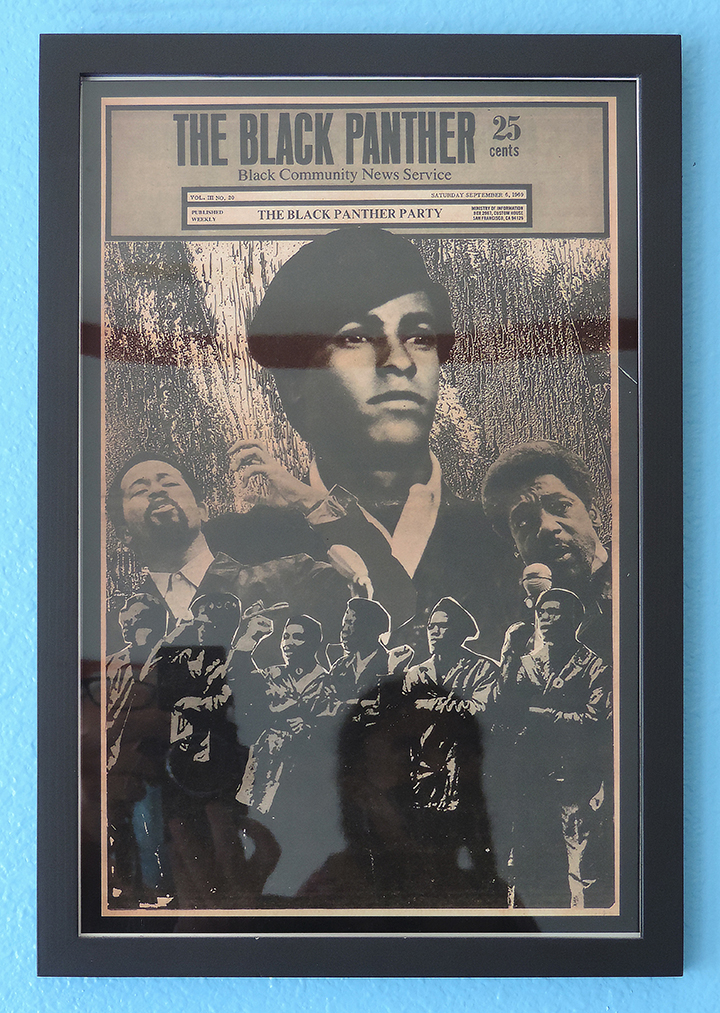 THE BLACK PANTHER 25 cents
Black Community News Service
VOL. III NO. 20 SATURDAY SEPTEMBER 6, 1969
PUBLISHED WEEKLY
THE BLACK PANTHER PARTY
MINISTRY OF INFORMATION
BOX 2967, CUSTOM HOUSE
SAN FRANCISCO, CA 94126